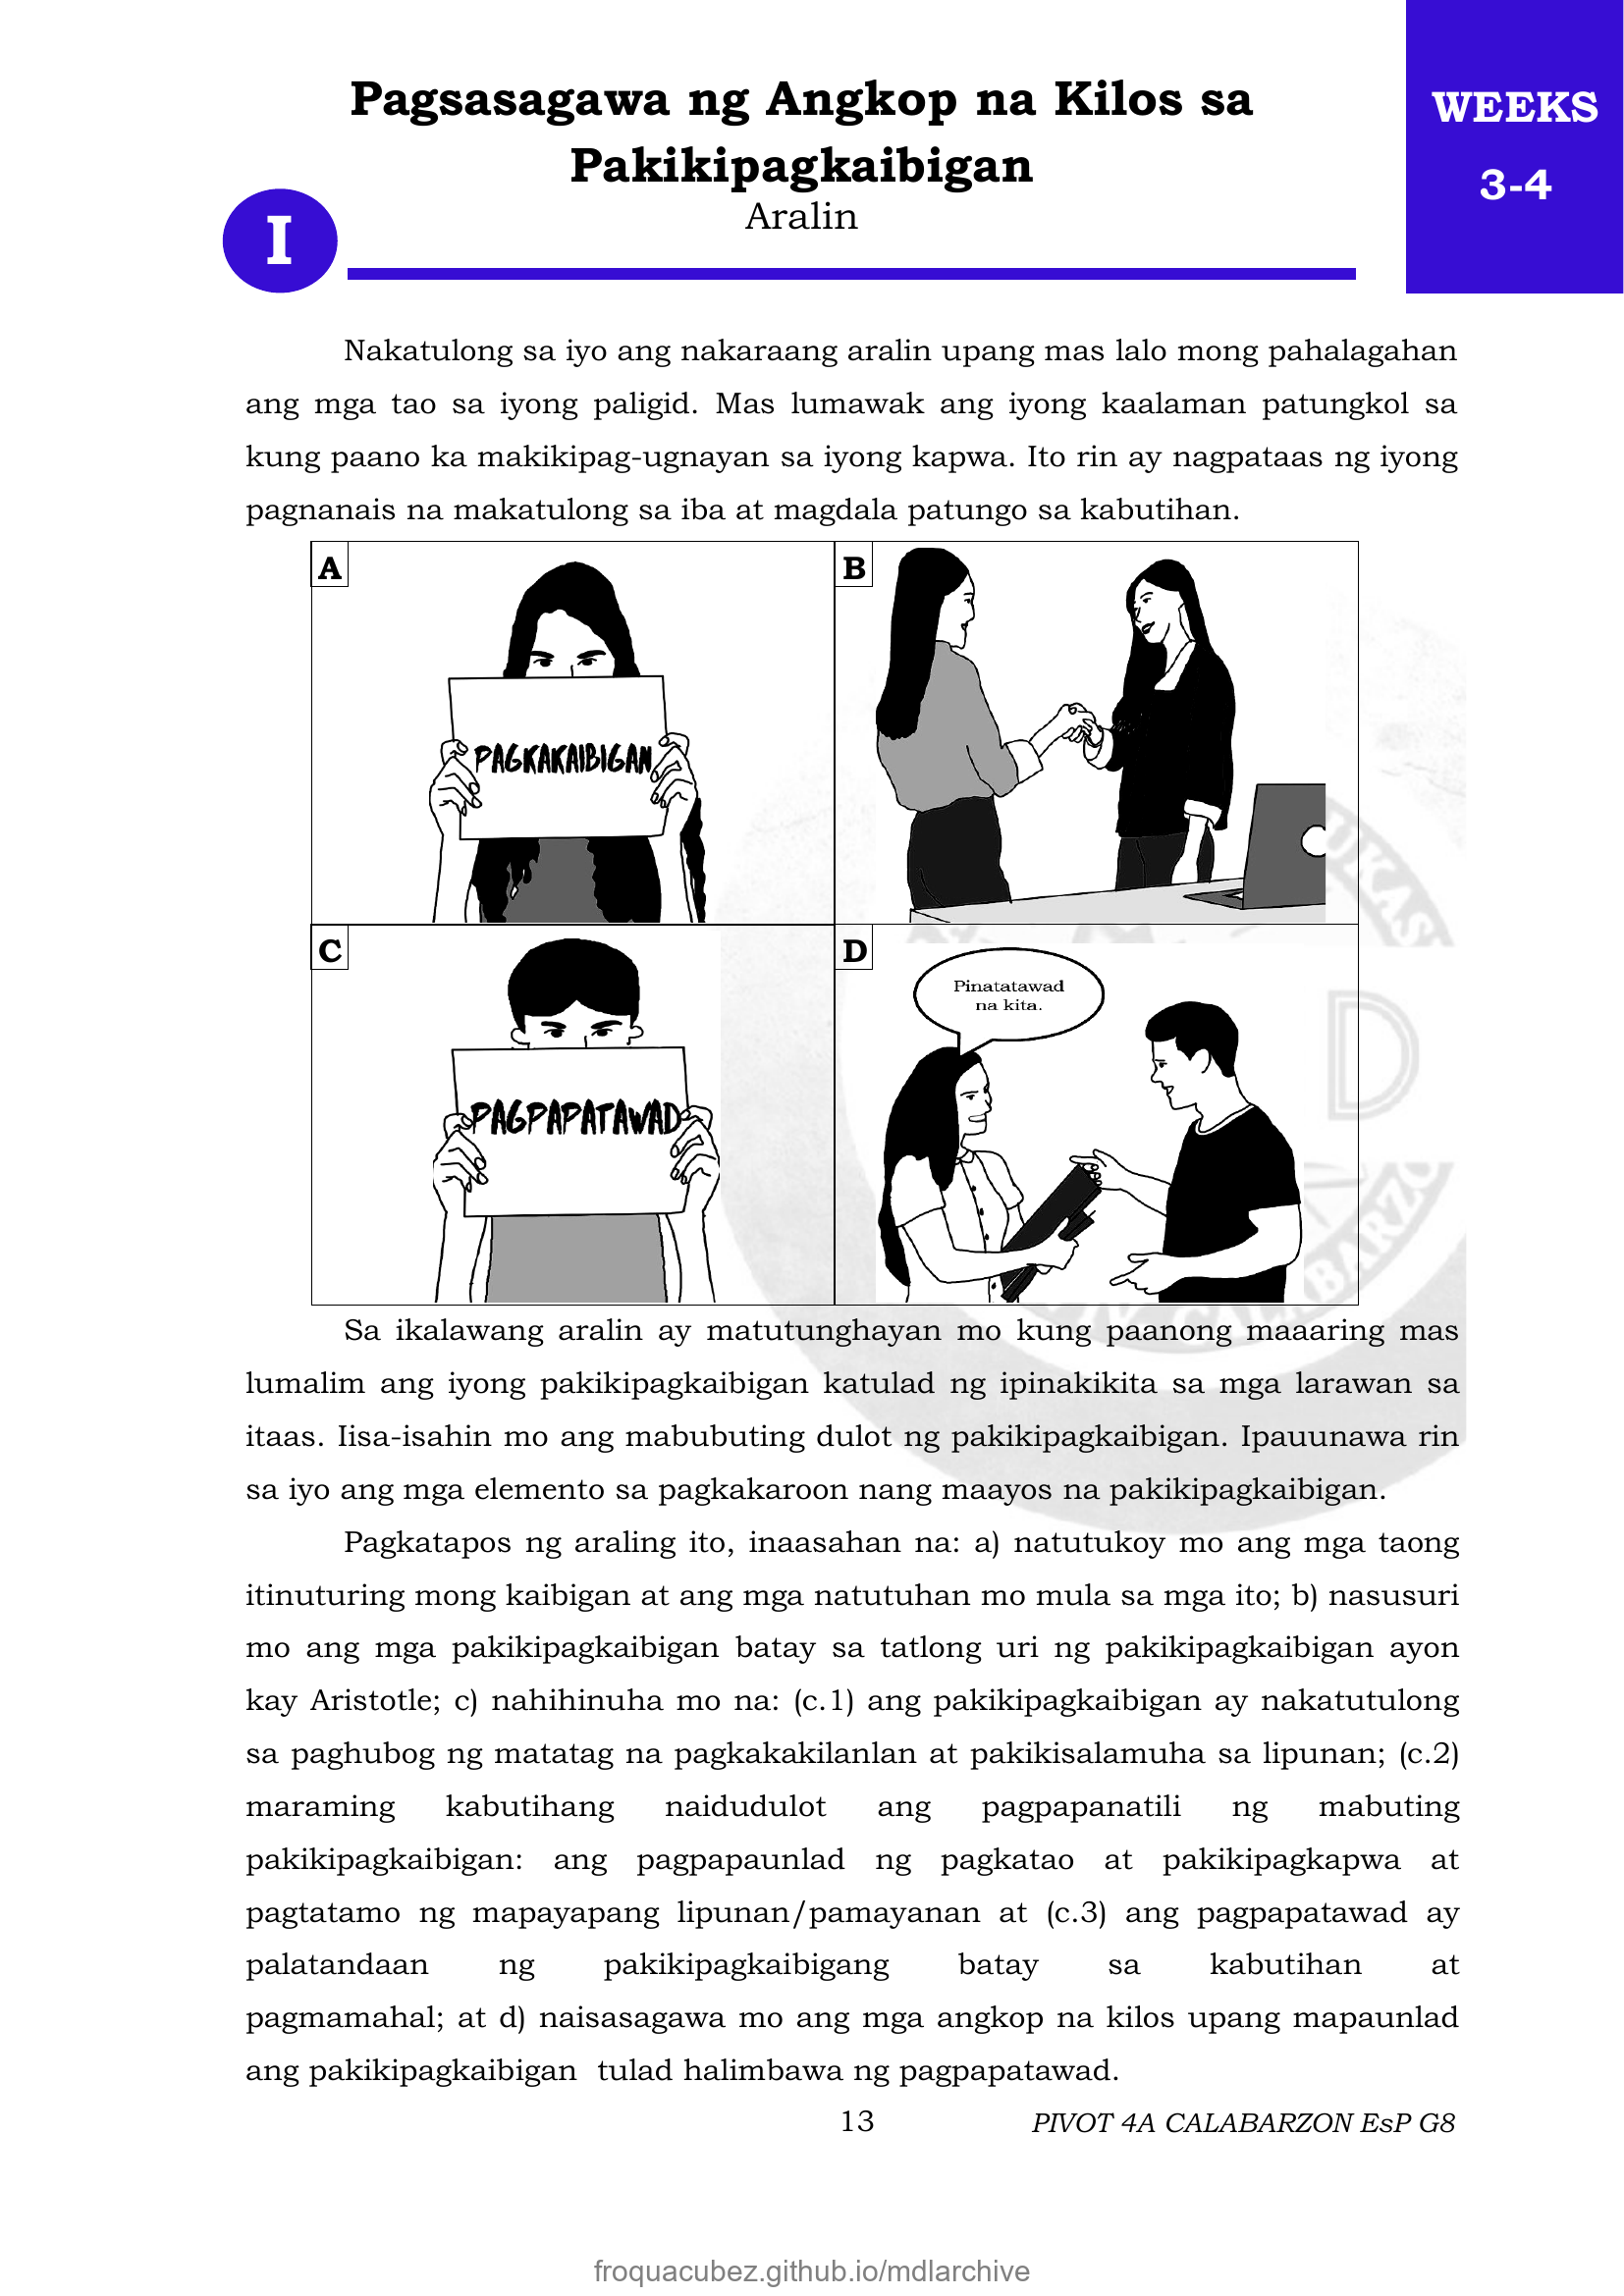 Pagsasagawa ng Angkop na Kilos sa
Pakikipagkaibigan
Aralin
WEEKS
3-4
I
Nakatulong sa iyo ang nakaraang aralin upang mas lalo mong pahalagahan
ang mga tao sa iyong paligid. Mas lumawak ang iyong kaalaman patungkol sa
kung paano ka makikipag-ugnayan sa iyong kapwa. Ito rin ay nagpataas ng iyong
pagnanais na makatulong sa iba at magdala patungo sa kabutihan.
A
PAGKAKAIBIGAN
B
C
PAGPAPATAWAD
D
Pinatatawad
na kita.
Sa ikalawang aralin ay matutunghayan mo kung paanong maaaring mas
lumalim ang iyong pakikipagkaibigan katulad ng ipinakikita sa mga larawan sa
itaas. Iisa-isahin mo ang mabubuting dulot ng pakikipagkaibigan. Ipauunawa rin
sa iyo ang mga elemento sa pagkakaroon nang maayos na pakikipagkaibigan.
Pagkatapos ng araling ito, inaasahan na: a) natutukoy mo ang mga taong
itinuturing mong kaibigan at ang mga natutuhan mo mula sa mga ito; b) nasusuri
mo ang mga pakikipagkaibigan batay sa tatlong uri ng pakikipagkaibigan ayon
kay Aristotle; c) nahihinuha mo na: (c.1) ang pakikipagkaibigan ay nakatutulong
sa paghubog ng matatag na pagkakakilanlan at pakikisalamuha sa lipunan; (c.2)
maraming kabutihang naidudulot ang pagpapanatili ng mabuting
pakikipagkaibigan: ang pagpapaunlad ng pagkatao at pakikipagkapwa at
pagtatamo ng mapayapang lipunan/pamayanan at (c.3) ang pagpapatawad ay
palatandaan ng pakikipagkaibigang batay sa kabutihan at
pagmamahal; at d) naisasagawa mo ang mga angkop na kilos upang mapaunlad
ang pakikipagkaibigan tulad halimbawa ng pagpapatawad.
13
PIVOT 4A CALABARZON EsP G8
froquacubez.github.io/mdlarchive